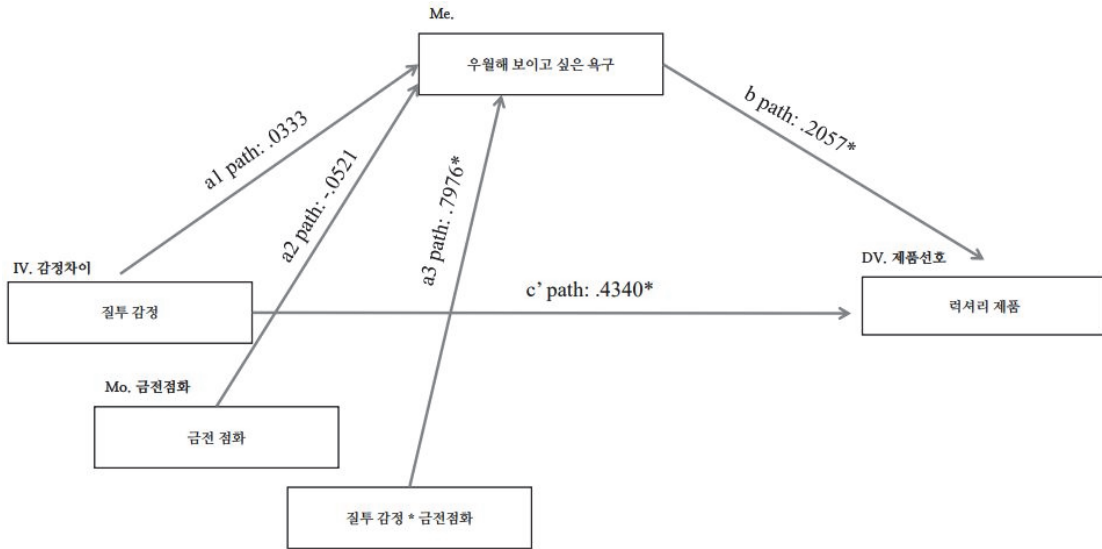 Me.
우월해 보이고 싶은 욕구
a1 path: .0333
a2 path: -.0521
a3 path: .7976*
b path: .2057*
IV. 감정차이
질투 감정
c' path: .4340*
DV. 제품선호
럭셔리 제품
Mo. 금전점화
금전 점화
질투 감정 * 금전점화